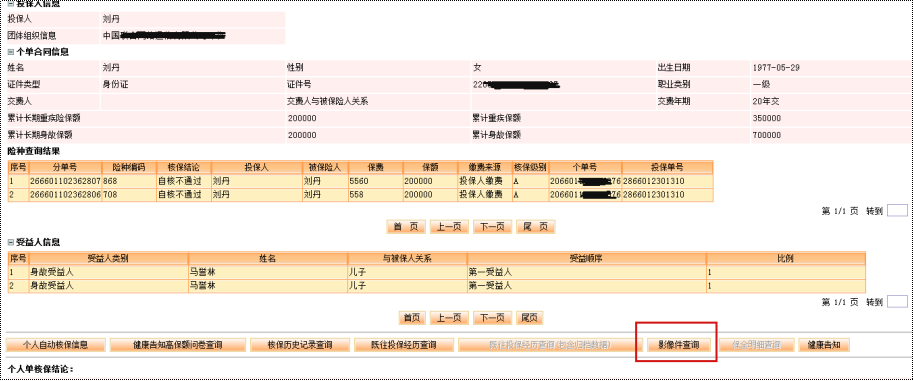 投保人信息
投保人 刘丹
团体组织信息 中国
个单合同信息
姓名 刘丹 性别 女 出生日期 1977-05-29
证件类型 身份证 证件号 220 职业类别 一级
交费人 交费人与被保险人关系 交费年期 20年交
累计长期重疾险保额 200000 累计重疾保额 350000
累计长期身故保额 200000 累计身故保额 700000
险种查询结果
序号 分单号 险种编码 核保结论 投保人 被保险人 保费 保额 缴费来源 核保级别 个单号 投保单号
1 266601102362807 868 自核不通过 刘丹 刘丹 5560 200000 投保人缴费 A 206601 76 2866012301310
2 266601102362806 708 自核不通过 刘丹 刘丹 558 200000 投保人缴费 A 206601 76 2866012301310
第 1/1 页 转到
首 页 上一页 下一页 尾 页
受益人信息
序号 受益人类别 姓名 与被保人关系 受益顺序 比例
1 身故受益人 马誉林 儿子 第一受益人 1
2 身故受益人 马誉林 儿子 第一受益人 1
第 1/1 页 转到
首页 上一页 下一页 尾页
个人自动核保信息 健康告知高保额问卷查询 核保历史记录查询 既往投保经历查询 既往投保经历查询(包含归档数据) 影像件查询 保全明细查询 健康告知
个人单核保结论：